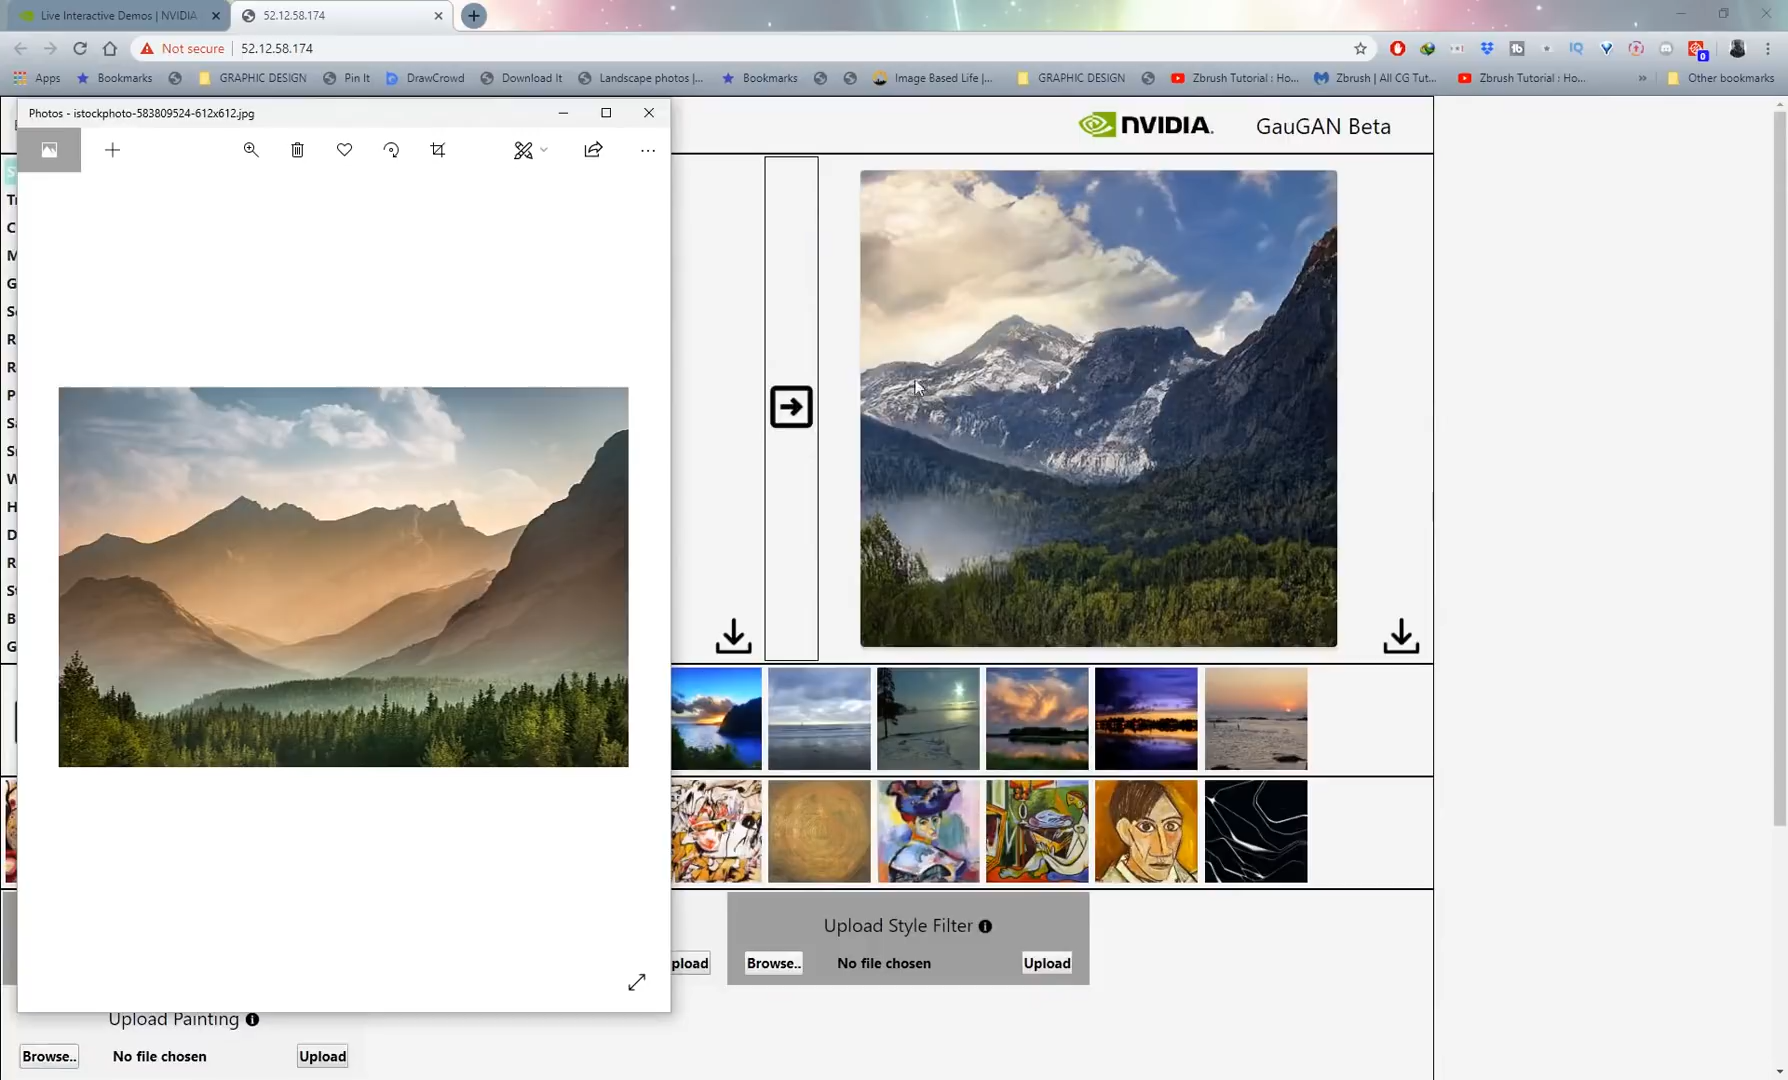 Live Interactive Demos | NVIDIA
52.12.58.174
Not secure
52.12.58.174
Apps
Bookmarks
GRAPHIC DESIGN
Pin It
DrawCrowd
Download It
Landscape photos |...
Bookmarks
Image Based Life |...
GRAPHIC DESIGN
Zbrush Tutorial : Ho...
Zbrush | All CG Tut...
Zbrush Tutorial : Ho...
»
Other bookmarks
Photos - istockphoto-583809524-612x612.jpg
NVIDIA.
GauGAN Beta
Upload Style Filter
pload
Browse..
No file chosen
Upload
Upload Painting
Browse..
No file chosen
Upload